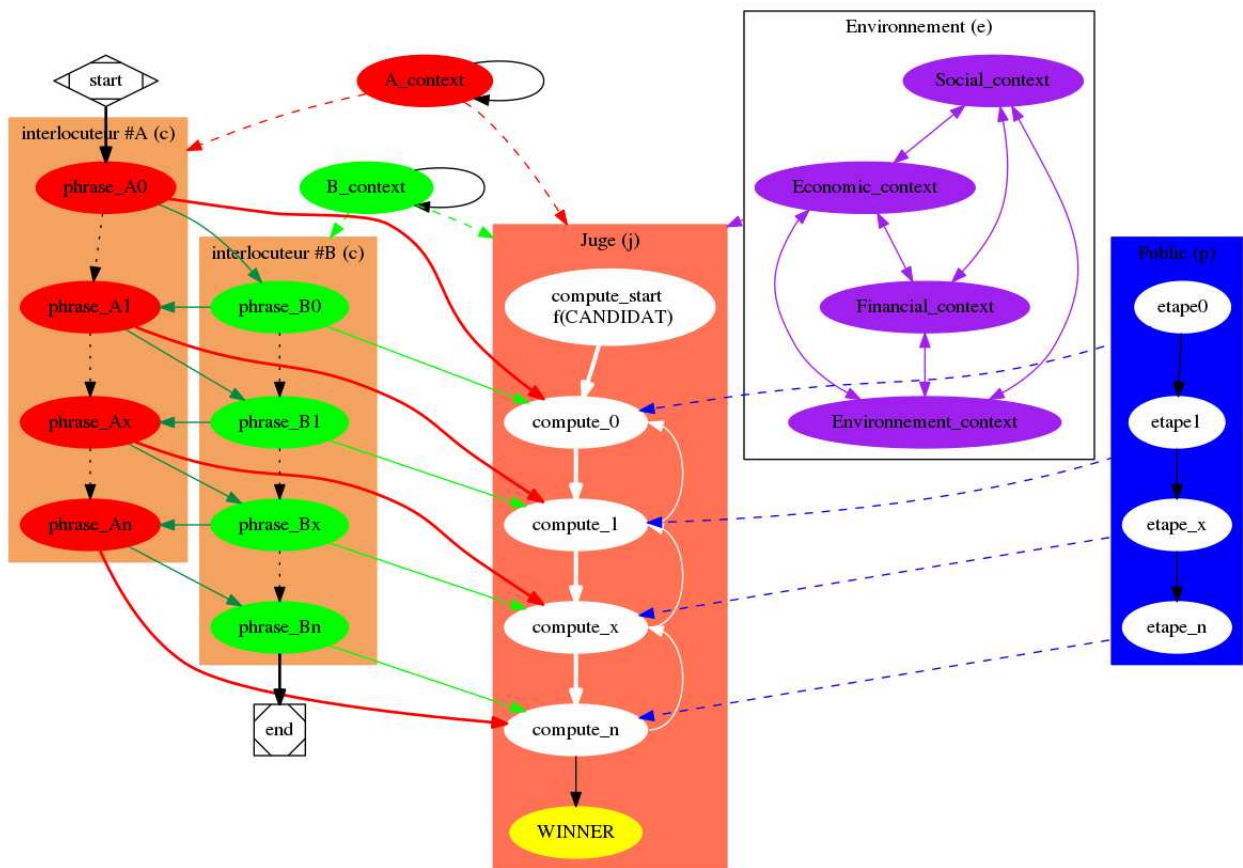 Environnement (e)
start
A_context
Social_context
interlocuteur #A (c)
phrase_A0
B_context
Economic_context
interlocuteur #B (c)
Juge (j)
Public (p)
phrase_A1
phrase_B0
compute_start
f(CANDIDAT)
Financial_context
etape0
phrase_Ax
phrase_B1
compute_0
Environnement_context
etape1
phrase_An
phrase_Bx
compute_1
etape_x
phrase_Bn
compute_x
etape_n
end
compute_n
WINNER